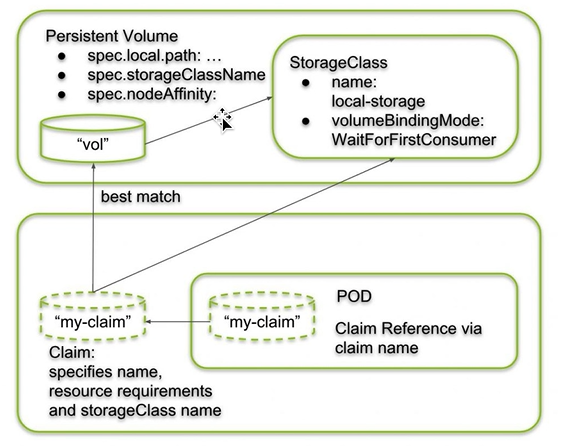 Persistent Volume
● spec.local.path: …
● spec.storageClassName
● spec.nodeAffinity:
"vol"
StorageClass
● name:
local-storage
● volumeBindingMode:
WaitForFirstConsumer
best match
"my-claim"
Claim:
specifies name,
resource requirements
and storageClass name
"my-claim"
POD
Claim Reference via
claim name